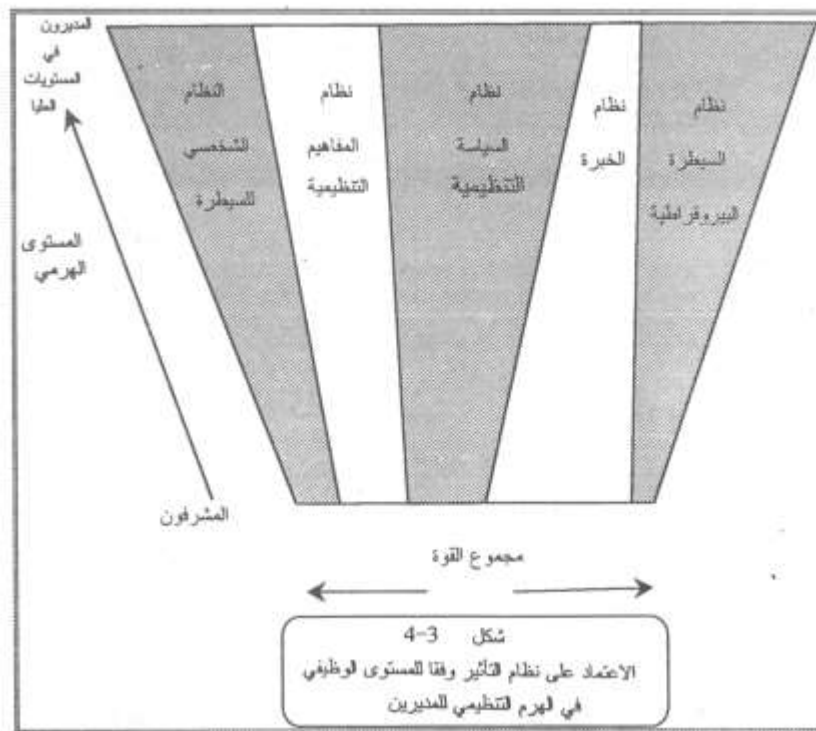 المديرون
في
المستويات
العليا
المستوى
الهرمي
المشرفون
النظام
الشخصي
للسيطرة
نظام
المفاهيم
التنظيمية
نظام
السياسة
التنظيمية
نظام
الخبرة
نظام
السيطرة
البيروقراطية
مجموع القوة
شكل 3-4
الاعتماد على نظام التأثير وفقا للمستوى الوظيفي
في الهرم التنظيمي للمديرين